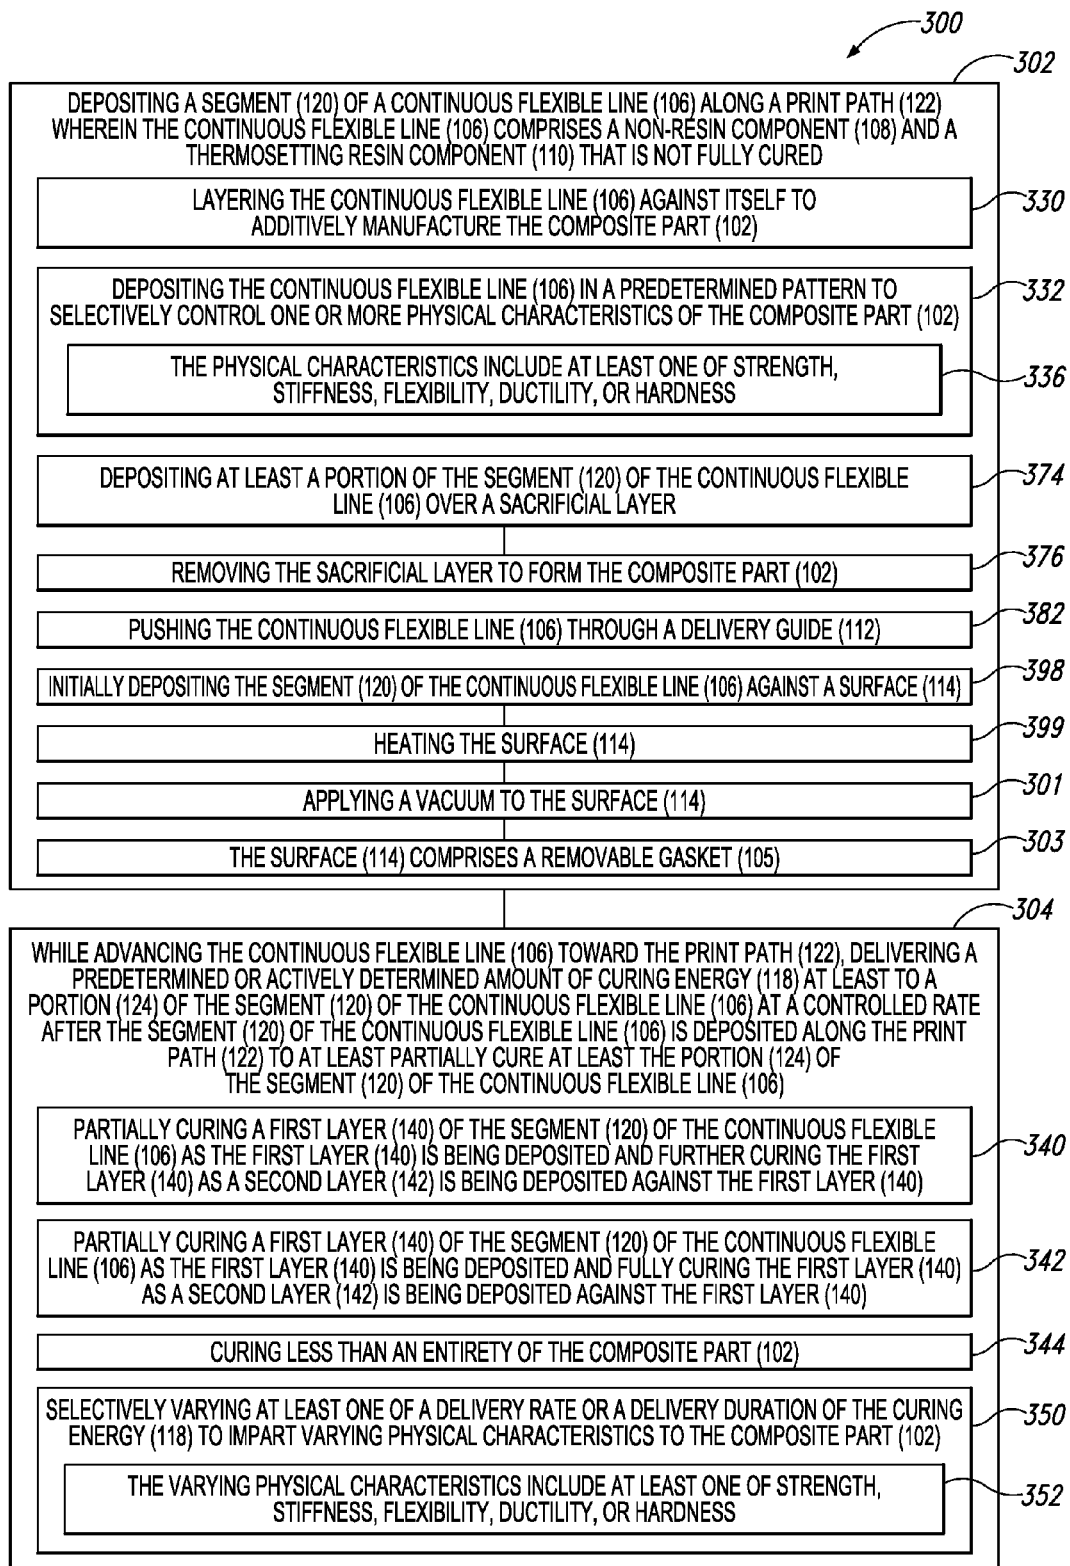 300
302
DEPOSITING A SEGMENT (120) OF A CONTINUOUS FLEXIBLE LINE (106) ALONG A PRINT PATH (122)
WHEREIN THE CONTINUOUS FLEXIBLE LINE (106) COMPRISES A NON-RESIN COMPONENT (108) AND A
THERMOSETTING RESIN COMPONENT (110) THAT IS NOT FULLY CURED
LAYERING THE CONTINUOUS FLEXIBLE LINE (106) AGAINST ITSELF TO
ADDITIVELY MANUFACTURE THE COMPOSITE PART (102)
330
DEPOSITING THE CONTINUOUS FLEXIBLE LINE (106) IN A PREDETERMINED PATTERN TO
SELECTIVELY CONTROL ONE OR MORE PHYSICAL CHARACTERISTICS OF THE COMPOSITE PART (102)
332
THE PHYSICAL CHARACTERISTICS INCLUDE AT LEAST ONE OF STRENGTH,
STIFFNESS, FLEXIBILITY, DUCTILITY, OR HARDNESS
336
DEPOSITING AT LEAST A PORTION OF THE SEGMENT (120) OF THE CONTINUOUS FLEXIBLE
LINE (106) OVER A SACRIFICIAL LAYER
374
REMOVING THE SACRIFICIAL LAYER TO FORM THE COMPOSITE PART (102)
376
PUSHING THE CONTINUOUS FLEXIBLE LINE (106) THROUGH A DELIVERY GUIDE (112)
382
INITIALLY DEPOSITING THE SEGMENT (120) OF THE CONTINUOUS FLEXIBLE LINE (106) AGAINST A SURFACE (114)
398
HEATING THE SURFACE (114)
399
APPLYING A VACUUM TO THE SURFACE (114)
301
THE SURFACE (114) COMPRISES A REMOVABLE GASKET (105)
303
304
WHILE ADVANCING THE CONTINUOUS FLEXIBLE LINE (106) TOWARD THE PRINT PATH (122), DELIVERING A
PREDETERMINED OR ACTIVELY DETERMINED AMOUNT OF CURING ENERGY (118) AT LEAST TO A
PORTION (124) OF THE SEGMENT (120) OF THE CONTINUOUS FLEXIBLE LINE (106) AT A CONTROLLED RATE
AFTER THE SEGMENT (120) OF THE CONTINUOUS FLEXIBLE LINE (106) IS DEPOSITED ALONG THE PRINT
PATH (122) TO AT LEAST PARTIALLY CURE AT LEAST THE PORTION (124) OF
THE SEGMENT (120) OF THE CONTINUOUS FLEXIBLE LINE (106)
PARTIALLY CURING A FIRST LAYER (140) OF THE SEGMENT (120) OF THE CONTINUOUS FLEXIBLE
LINE (106) AS THE FIRST LAYER (140) IS BEING DEPOSITED AND FURTHER CURING THE FIRST
LAYER (140) AS A SECOND LAYER (142) IS BEING DEPOSITED AGAINST THE FIRST LAYER (140)
340
PARTIALLY CURING A FIRST LAYER (140) OF THE SEGMENT (120) OF THE CONTINUOUS FLEXIBLE
LINE (106) AS THE FIRST LAYER (140) IS BEING DEPOSITED AND FULLY CURING THE FIRST LAYER (140)
AS A SECOND LAYER (142) IS BEING DEPOSITED AGAINST THE FIRST LAYER (140)
342
CURING LESS THAN AN ENTIRETY OF THE COMPOSITE PART (102)
344
SELECTIVELY VARYING AT LEAST ONE OF A DELIVERY RATE OR A DELIVERY DURATION OF THE CURING
ENERGY (118) TO IMPART VARYING PHYSICAL CHARACTERISTICS TO THE COMPOSITE PART (102)
350
THE VARYING PHYSICAL CHARACTERISTICS INCLUDE AT LEAST ONE OF STRENGTH,
STIFFNESS, FLEXIBILITY, DUCTILITY, OR HARDNESS
352